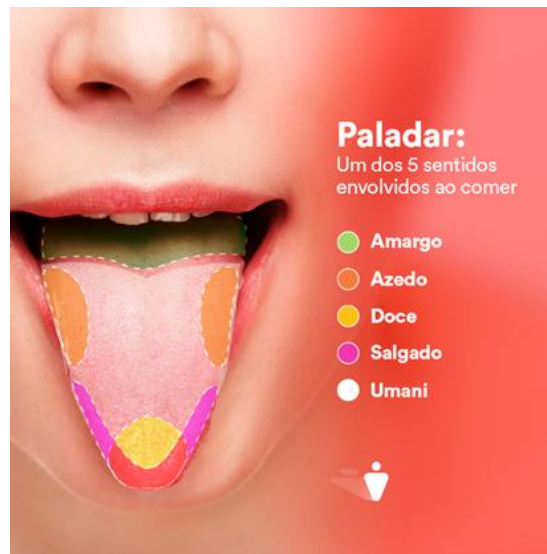 Paladar:
Um dos 5 sentidos
envolvidos ao comer
Amargo
Azedo
Doce
Salgado
Umani